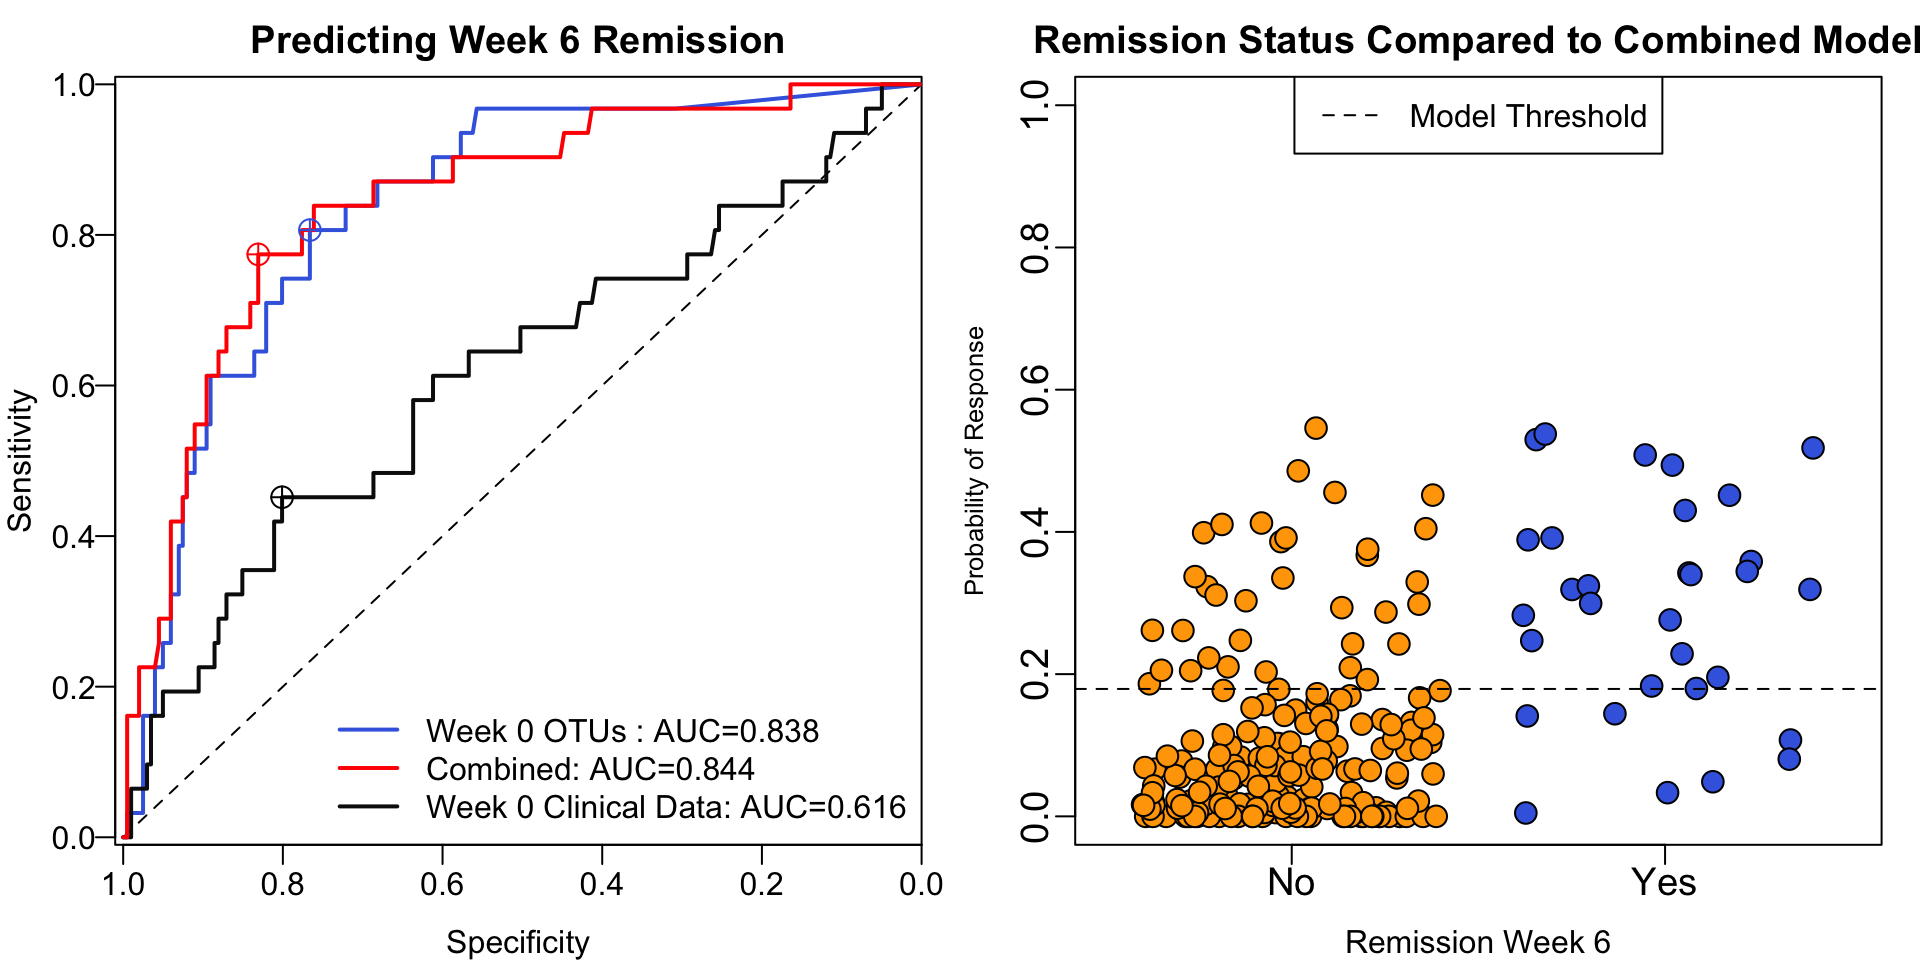 Predicting Week 6 Remission
1.0
0.8
0.6
0.4
0.2
0.0
Sensitivity
Week 0 OTUs : AUC=0.838
Combined: AUC=0.844
Week 0 Clinical Data: AUC=0.616
1.0 0.8 0.6 0.4 0.2 0.0
Specificity
Remission Status Compared to Combined Model
Model Threshold
1.0
0.8
0.6
0.4
0.2
0.0
Probability of Response
No Yes
Remission Week 6